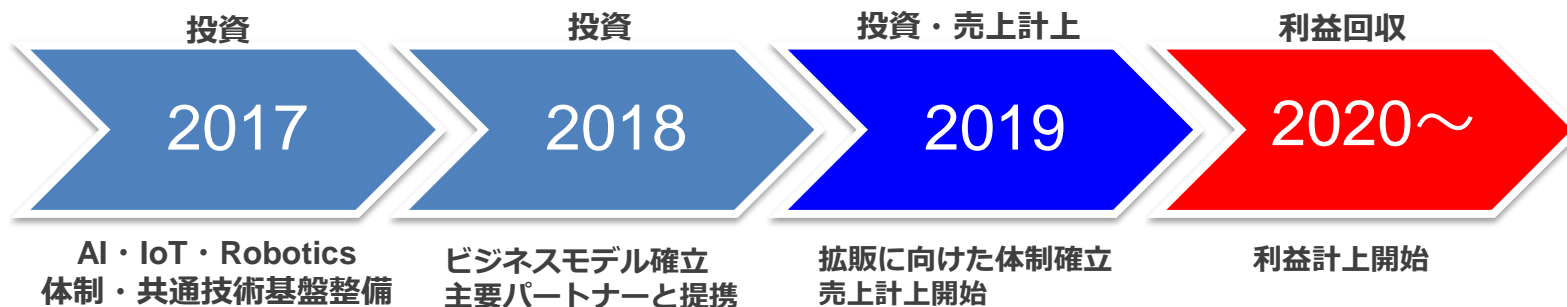 投資
2017
AI・IoT・Robotics
体制・共通技術基盤整備
投資
2018
ビジネスモデル確立
主要パートナーと提携
投資・売上計上
2019
拡販に向けた体制確立
売上計上開始
利益回収
2020～
利益計上開始